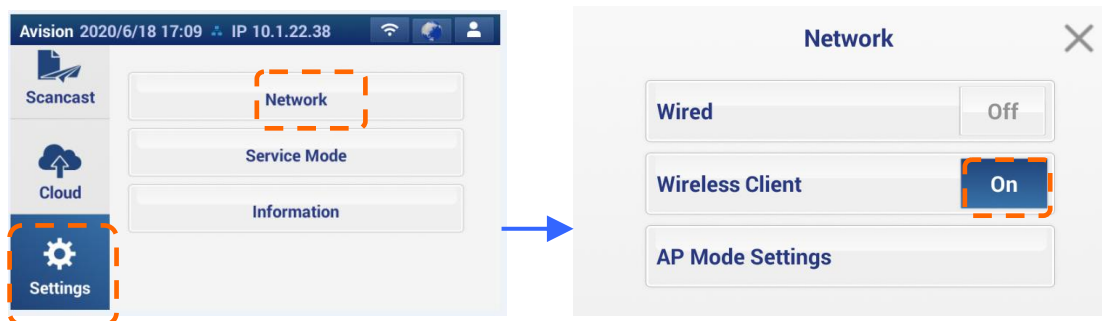 Avision 2020/6/18 17:09 IP 10.1.22.38
Scancast
Cloud
Settings
Network
Service Mode
Information
Network
Wired Off
Wireless Client On
AP Mode Settings